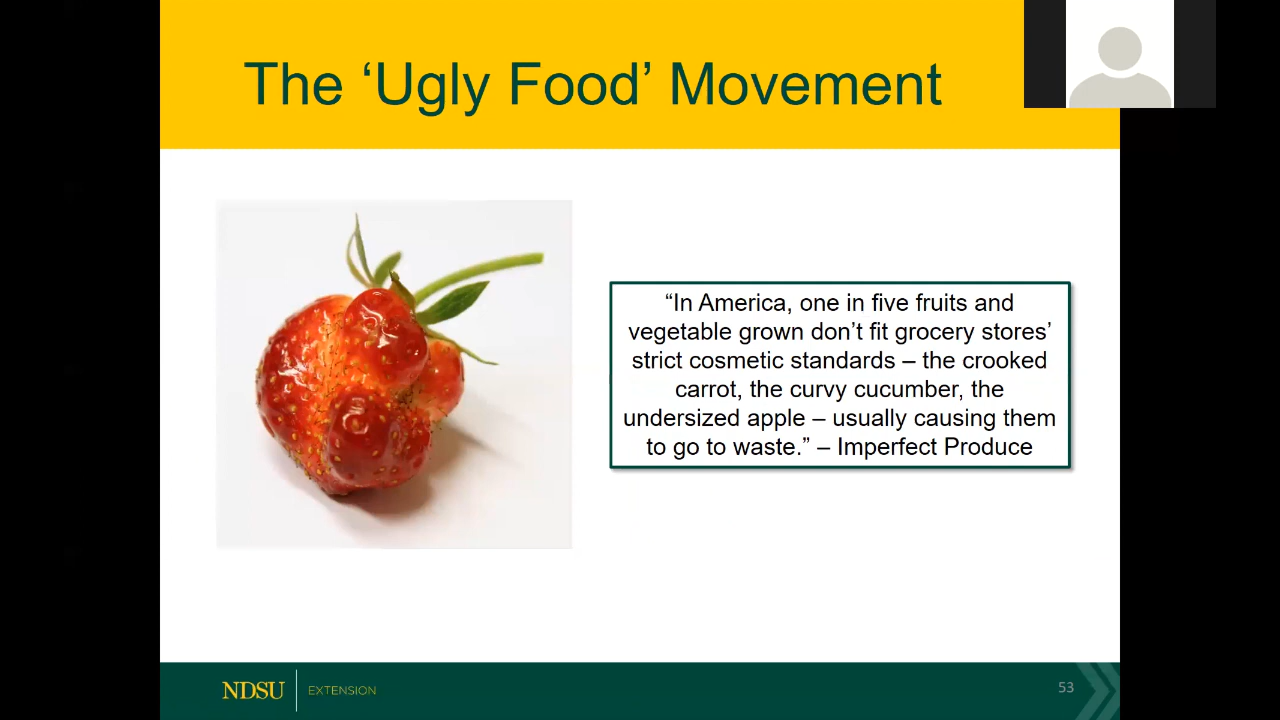 The ‘Ugly Food’ Movement
“In America, one in five fruits and
vegetable grown don’t fit grocery stores’
strict cosmetic standards – the crooked
carrot, the curvy cucumber, the
undersized apple – usually causing them
to go to waste.” – Imperfect Produce
NDSU EXTENSION
53